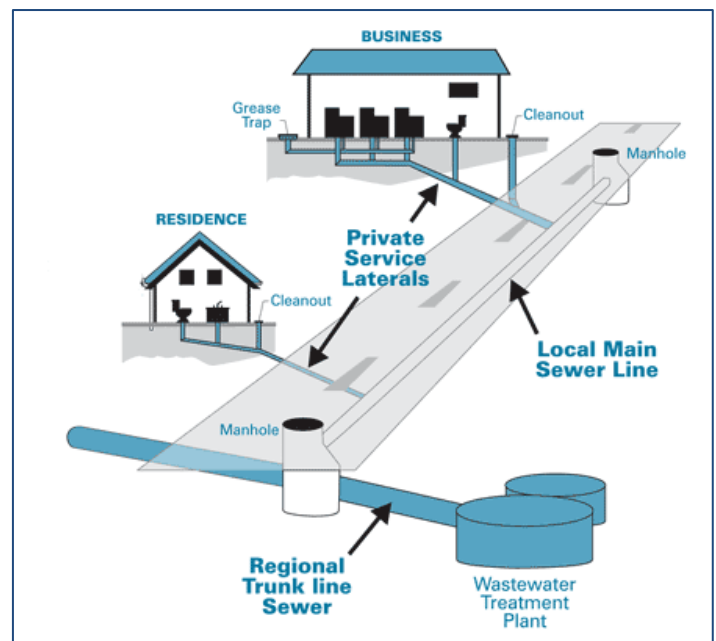 BUSINESS
Grease
Trap
Cleanout
Manhole
RESIDENCE
Private
Service
Laterals
Cleanout
Local Main
Sewer Line
Manhole
Regional
Trunk line
Sewer
Wastewater
Treatment
Plant